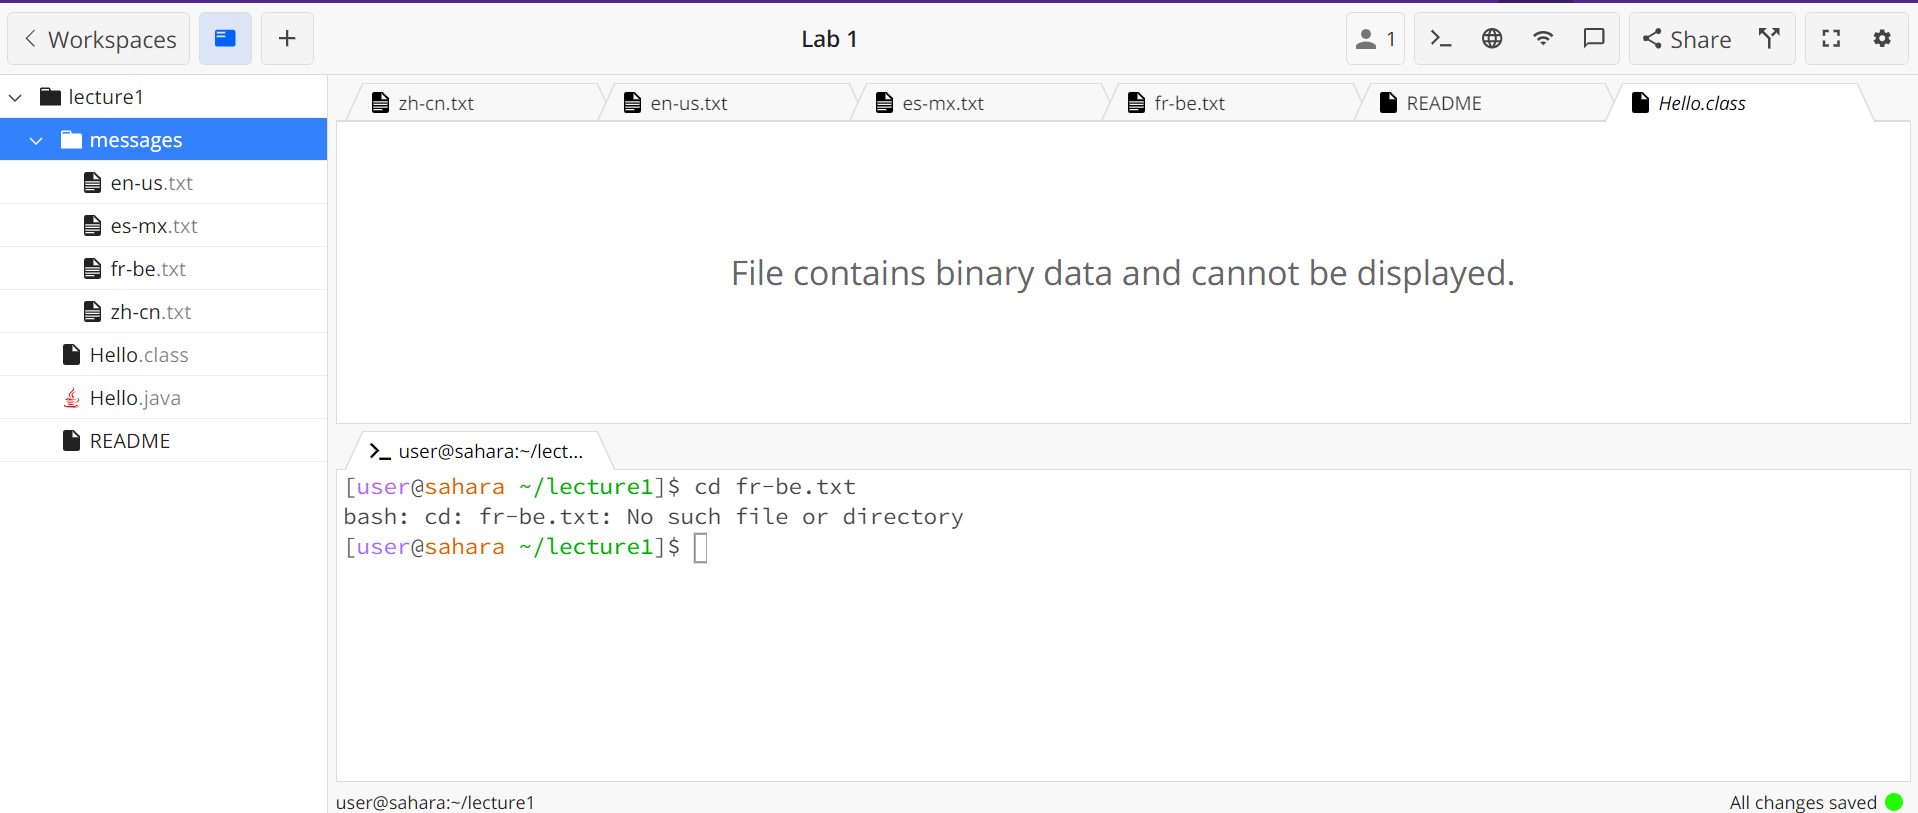 Workspaces
Lab 1
1
Share
lecture1
messages
en-us.txt
es-mx.txt
fr-be.txt
zh-cn.txt
Hello.class
Hello.java
README
zh-cn.txt
en-us.txt
es-mx.txt
fr-be.txt
README
Hello.class
File contains binary data and cannot be displayed.
user@sahara:~/lect...
[user@sahara ~/lecture1]$ cd fr-be.txt
bash: cd: fr-be.txt: No such file or directory
[user@sahara ~/lecture1]$
user@sahara:~/lecture1
All changes saved